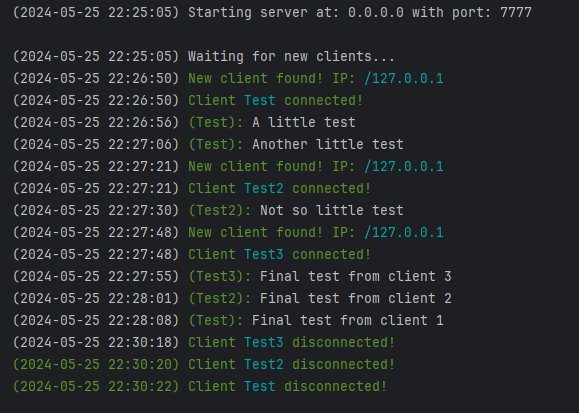 (2024-05-25 22:25:05) Starting server at: 0.0.0.0 with port: 7777
(2024-05-25 22:25:05) Waiting for new clients...
(2024-05-25 22:26:50) New client found! IP: /127.0.0.1
(2024-05-25 22:26:50) Client Test connected!
(2024-05-25 22:26:56) (Test): A little test
(2024-05-25 22:27:06) (Test): Another little test
(2024-05-25 22:27:21) New client found! IP: /127.0.0.1
(2024-05-25 22:27:21) Client Test2 connected!
(2024-05-25 22:27:30) (Test2): Not so little test
(2024-05-25 22:27:48) New client found! IP: /127.0.0.1
(2024-05-25 22:27:48) Client Test3 connected!
(2024-05-25 22:27:55) (Test3): Final test from client 3
(2024-05-25 22:28:01) (Test2): Final test from client 2
(2024-05-25 22:28:08) (Test): Final test from client 1
(2024-05-25 22:30:18) Client Test3 disconnected!
(2024-05-25 22:30:20) Client Test2 disconnected!
(2024-05-25 22:30:22) Client Test disconnected!